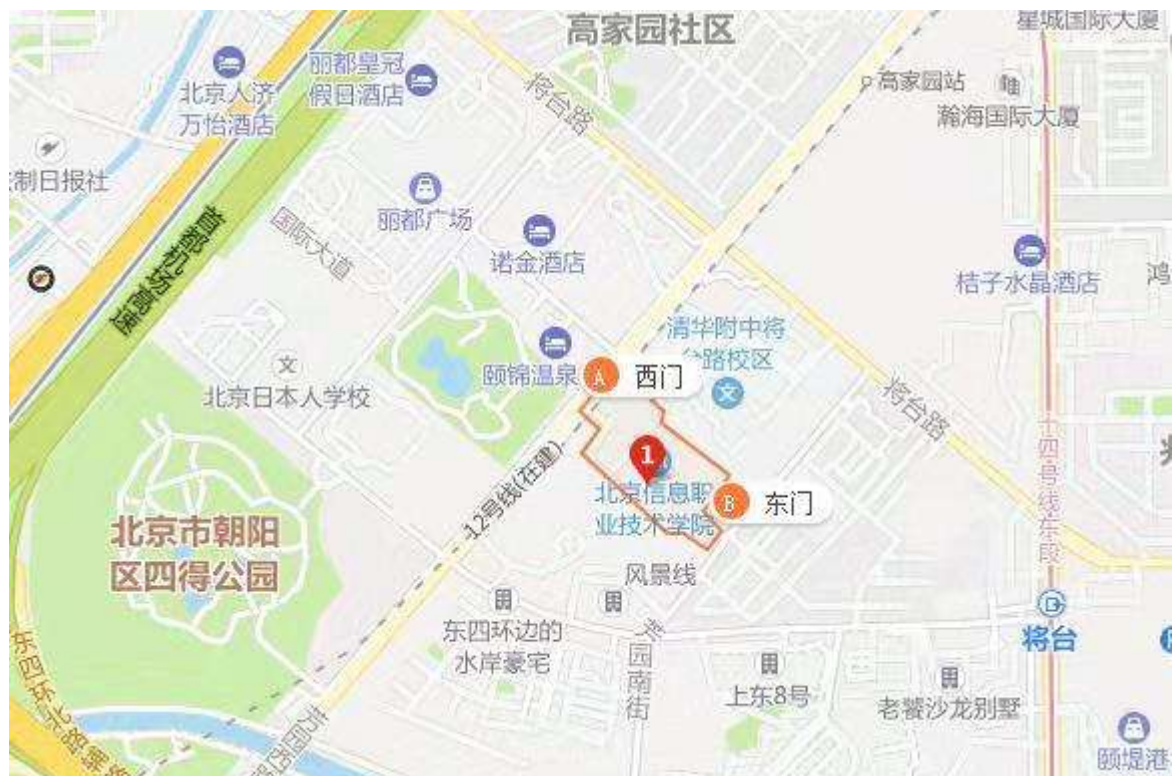 高家园社区
星城国际大厦
丽都皇冠
假日酒店
北京人济
万怡酒店
将台路
高家园站
瀚海国际大厦
制日报社
丽都广场
国际大道
首都机场高速
诺金酒店
桔子水晶酒店
鸿
清华附中将
台路校区
颐锦温泉
A
西门
北京日本人学校
将台路
十四号线东段
12号线(在建)
1
北京信息职
业技术学院
B
东门
北京市朝阳
区四得公园
风景线
东四环边的
水岸豪宅
芳园南街
将台
上东8号
老饕沙龙别墅
东四环北路辅路
颐堤港